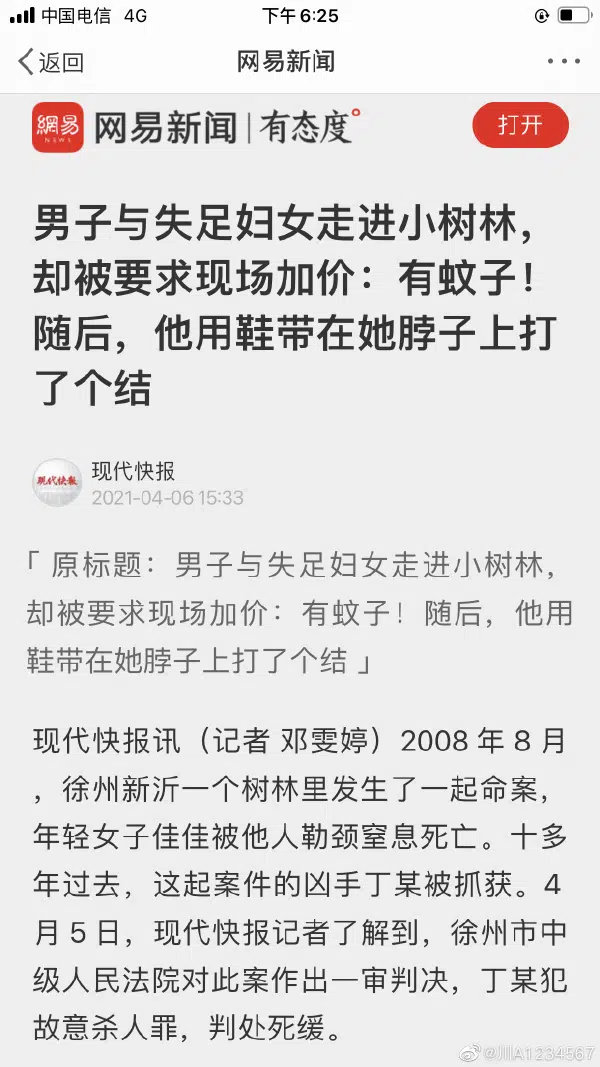 中国电信 4G 下午6:25
返回 网易新闻
網易 NEWS 网易新闻 | 有态度° 打开
男子与失足妇女走进小树林，
却被要求现场加价：有蚊子！
随后，他用鞋带在她脖子上打
了个结
现代快报 现代快报
2021-04-06 15:33
「 原标题：男子与失足妇女走进小树林，
却被要求现场加价：有蚊子！随后，他用
鞋带在她脖子上打了个结 」
现代快报讯（记者 邓雯婷）2008 年 8 月
，徐州新沂一个树林里发生了一起命案，
年轻女子佳佳被他人勒颈窒息死亡。十多
年过去，这起案件的凶手丁某被抓获。4
月 5 日，现代快报记者了解到，徐州市中
级人民法院对此案作出一审判决，丁某犯
故意杀人罪，判处死缓。
@川A1234567